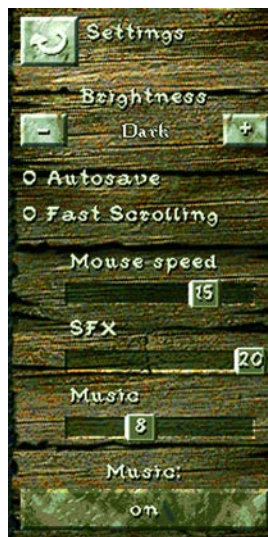 Settings
Brightness
- Dark +
O Autosave
O Fast Scrolling
Mouse speed
15
SFX
20
Music
8
Music:
on